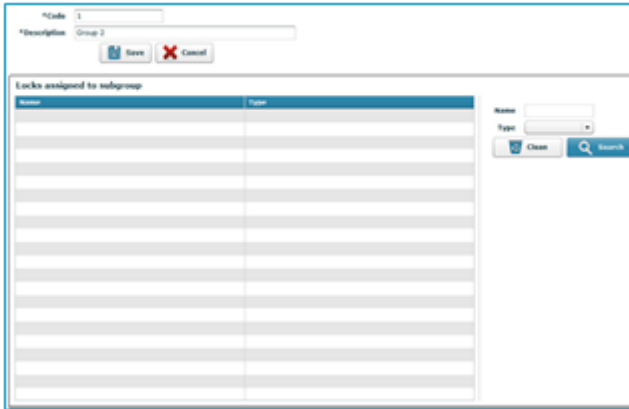 *Code 1
*Description Group 2
Save Cancel
Locks assigned to subgroup
Name Type
Name
Type
Clean Search